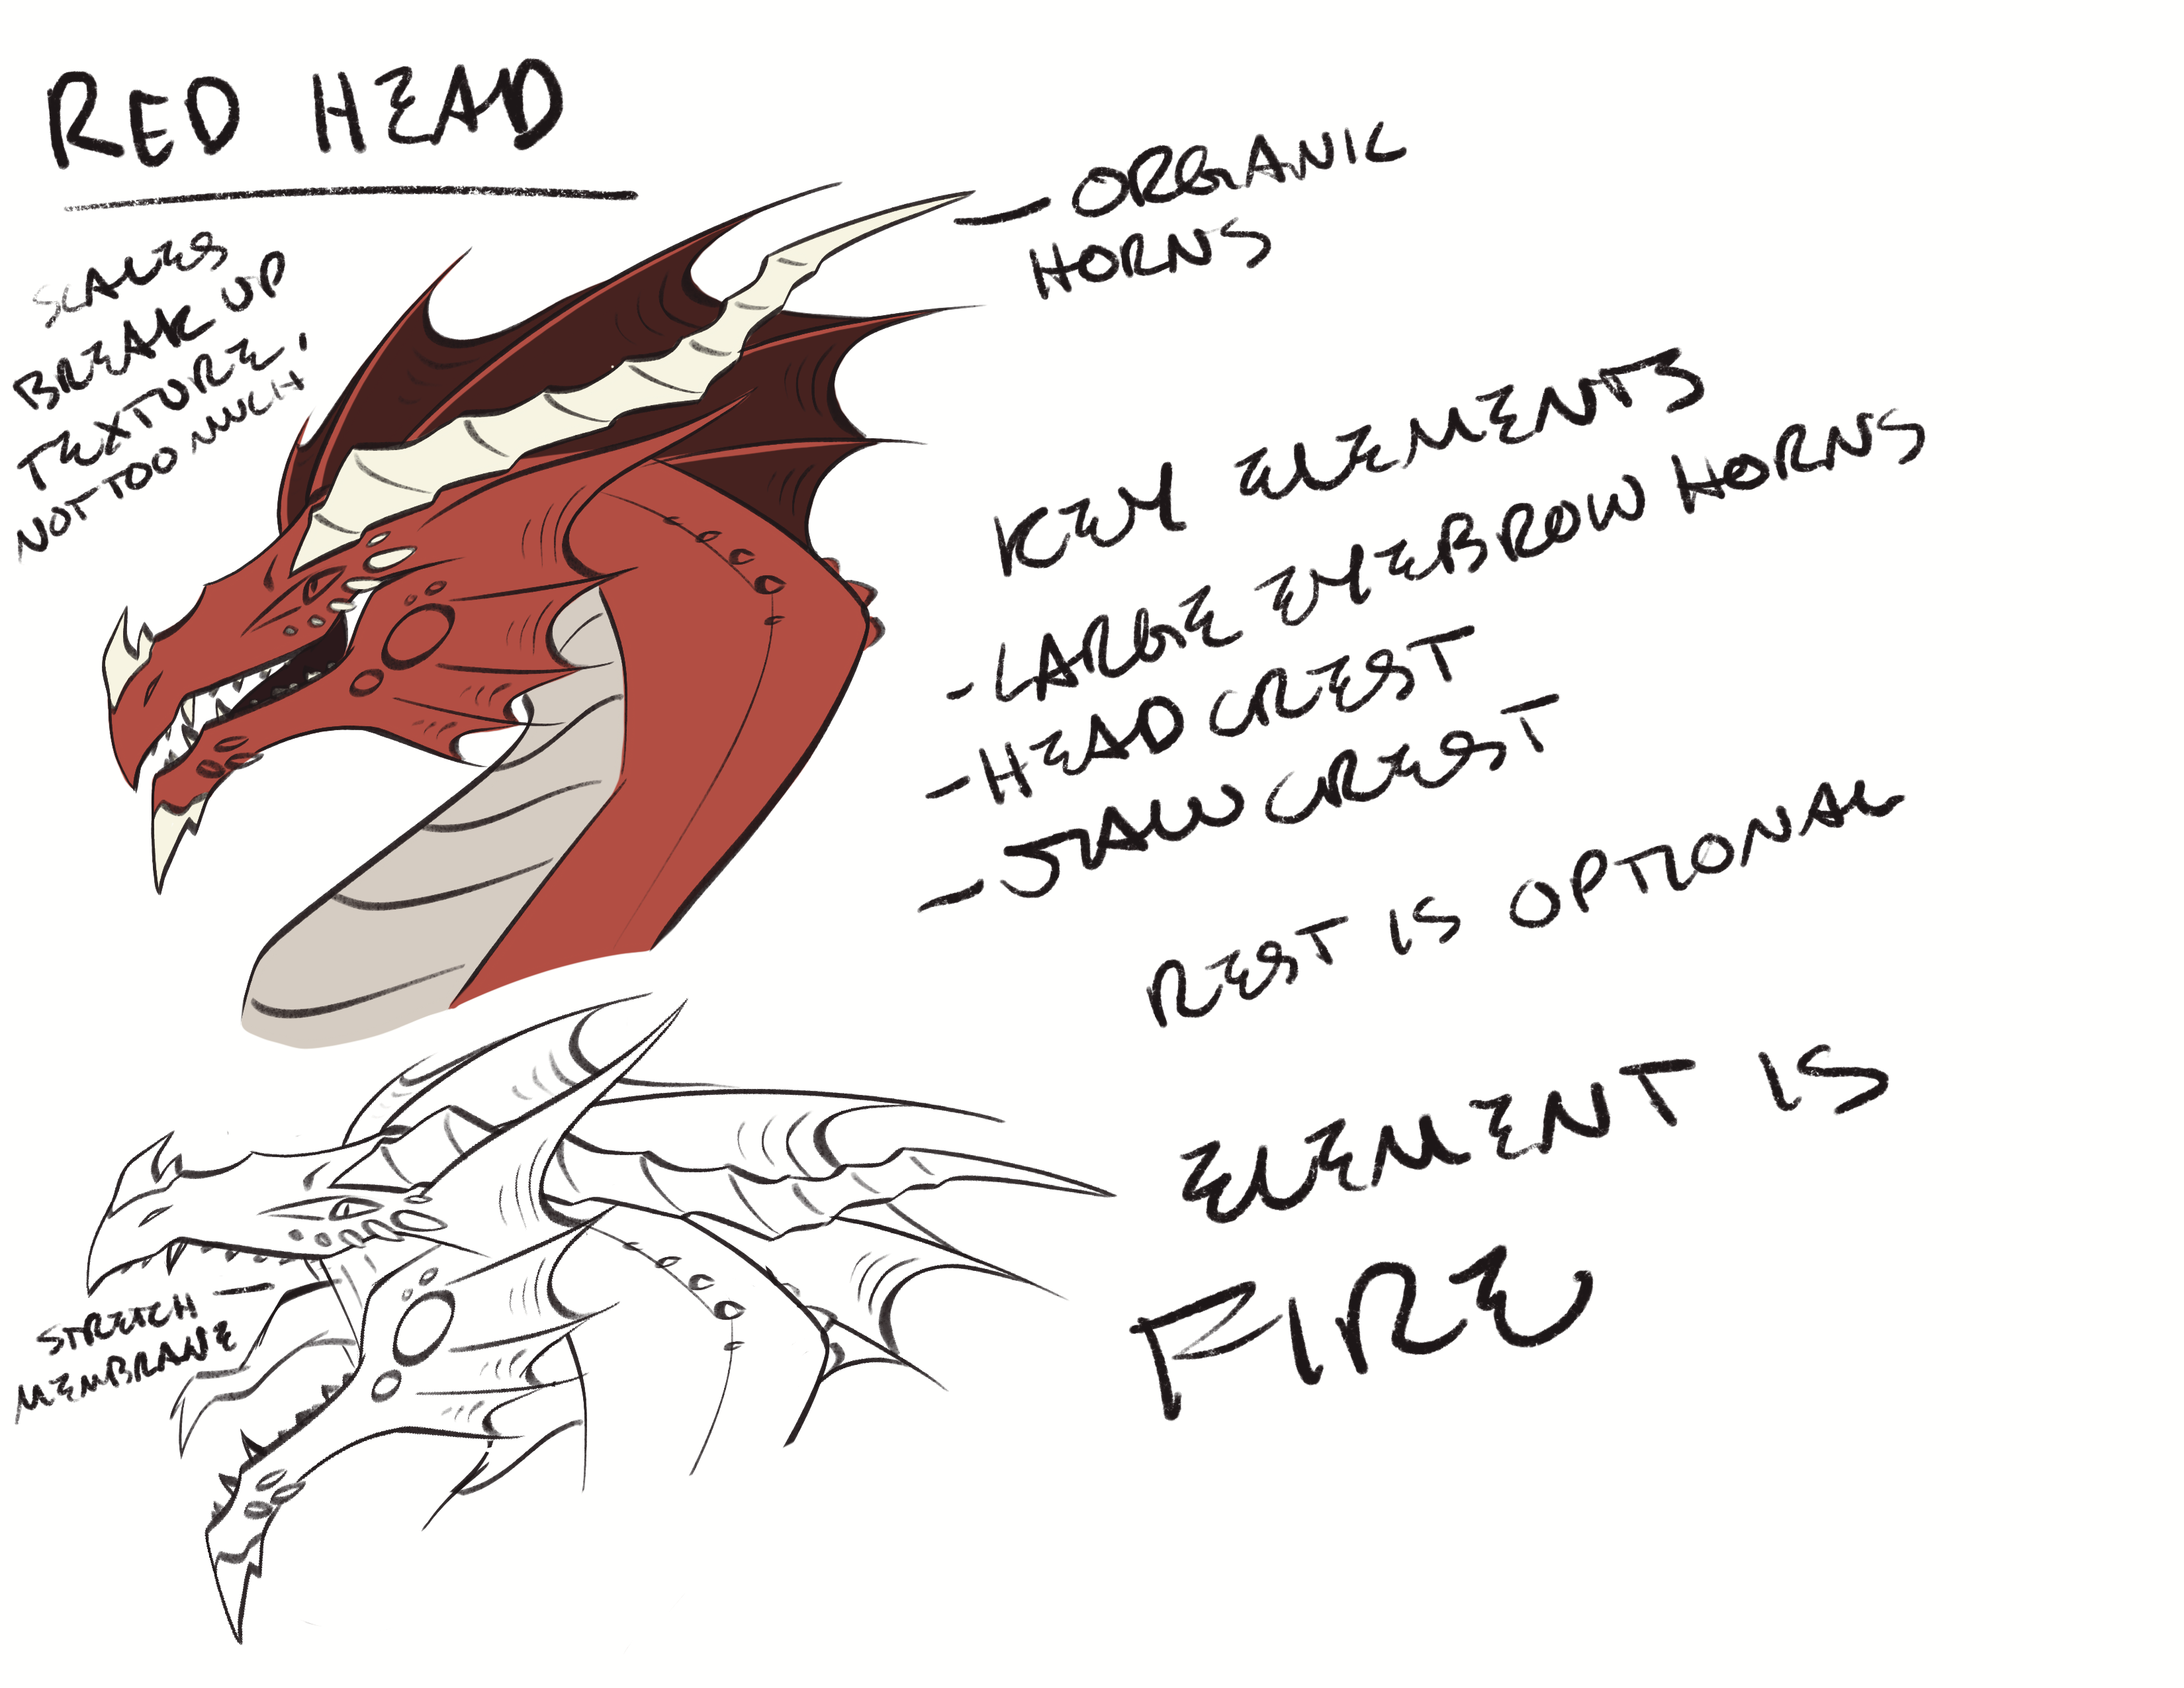 RED HEAD
SCALES
BREAK UP
TEXTURE,
NOT TOO MUCH
- ORGANIC
HORNS
KEY ELEMENTS
- LARGE EYEBROW HORNS
- HEAD CREST
- JAW CREST
REST IS OPTIONAL
ELEMENT IS
FIRE
STRETCH
MEMBRANE